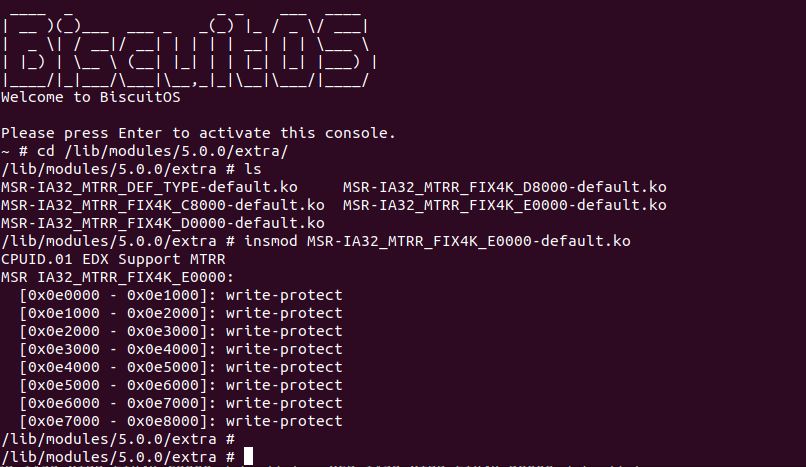 ____  _                _ _    ___  ____
| __ )(_)___  ___ _   _(_) |_ / _ \/ ___|
|  _ \| / __|/ __| | | | | __| | | \___ \
| |_) | \__ \ (__| |_| | | |_| |_| |___) |
|____/|_|___/\___|\__,_|_|\__|\___/|____/
Welcome to BiscuitOS
Please press Enter to activate this console.
~ # cd /lib/modules/5.0.0/extra/
/lib/modules/5.0.0/extra # ls
MSR-IA32_MTRR_DEF_TYPE-default.ko     MSR-IA32_MTRR_FIX4K_D8000-default.ko
MSR-IA32_MTRR_FIX4K_C8000-default.ko  MSR-IA32_MTRR_FIX4K_E0000-default.ko
MSR-IA32_MTRR_FIX4K_D0000-default.ko
/lib/modules/5.0.0/extra # insmod MSR-IA32_MTRR_FIX4K_E0000-default.ko
CPUID.01 EDX Support MTRR
MSR IA32_MTRR_FIX4K_E0000:
  [0x0e0000 - 0x0e1000]: write-protect
  [0x0e1000 - 0x0e2000]: write-protect
  [0x0e2000 - 0x0e3000]: write-protect
  [0x0e3000 - 0x0e4000]: write-protect
  [0x0e4000 - 0x0e5000]: write-protect
  [0x0e5000 - 0x0e6000]: write-protect
  [0x0e6000 - 0x0e7000]: write-protect
  [0x0e7000 - 0x0e8000]: write-protect
/lib/modules/5.0.0/extra #
/lib/modules/5.0.0/extra #